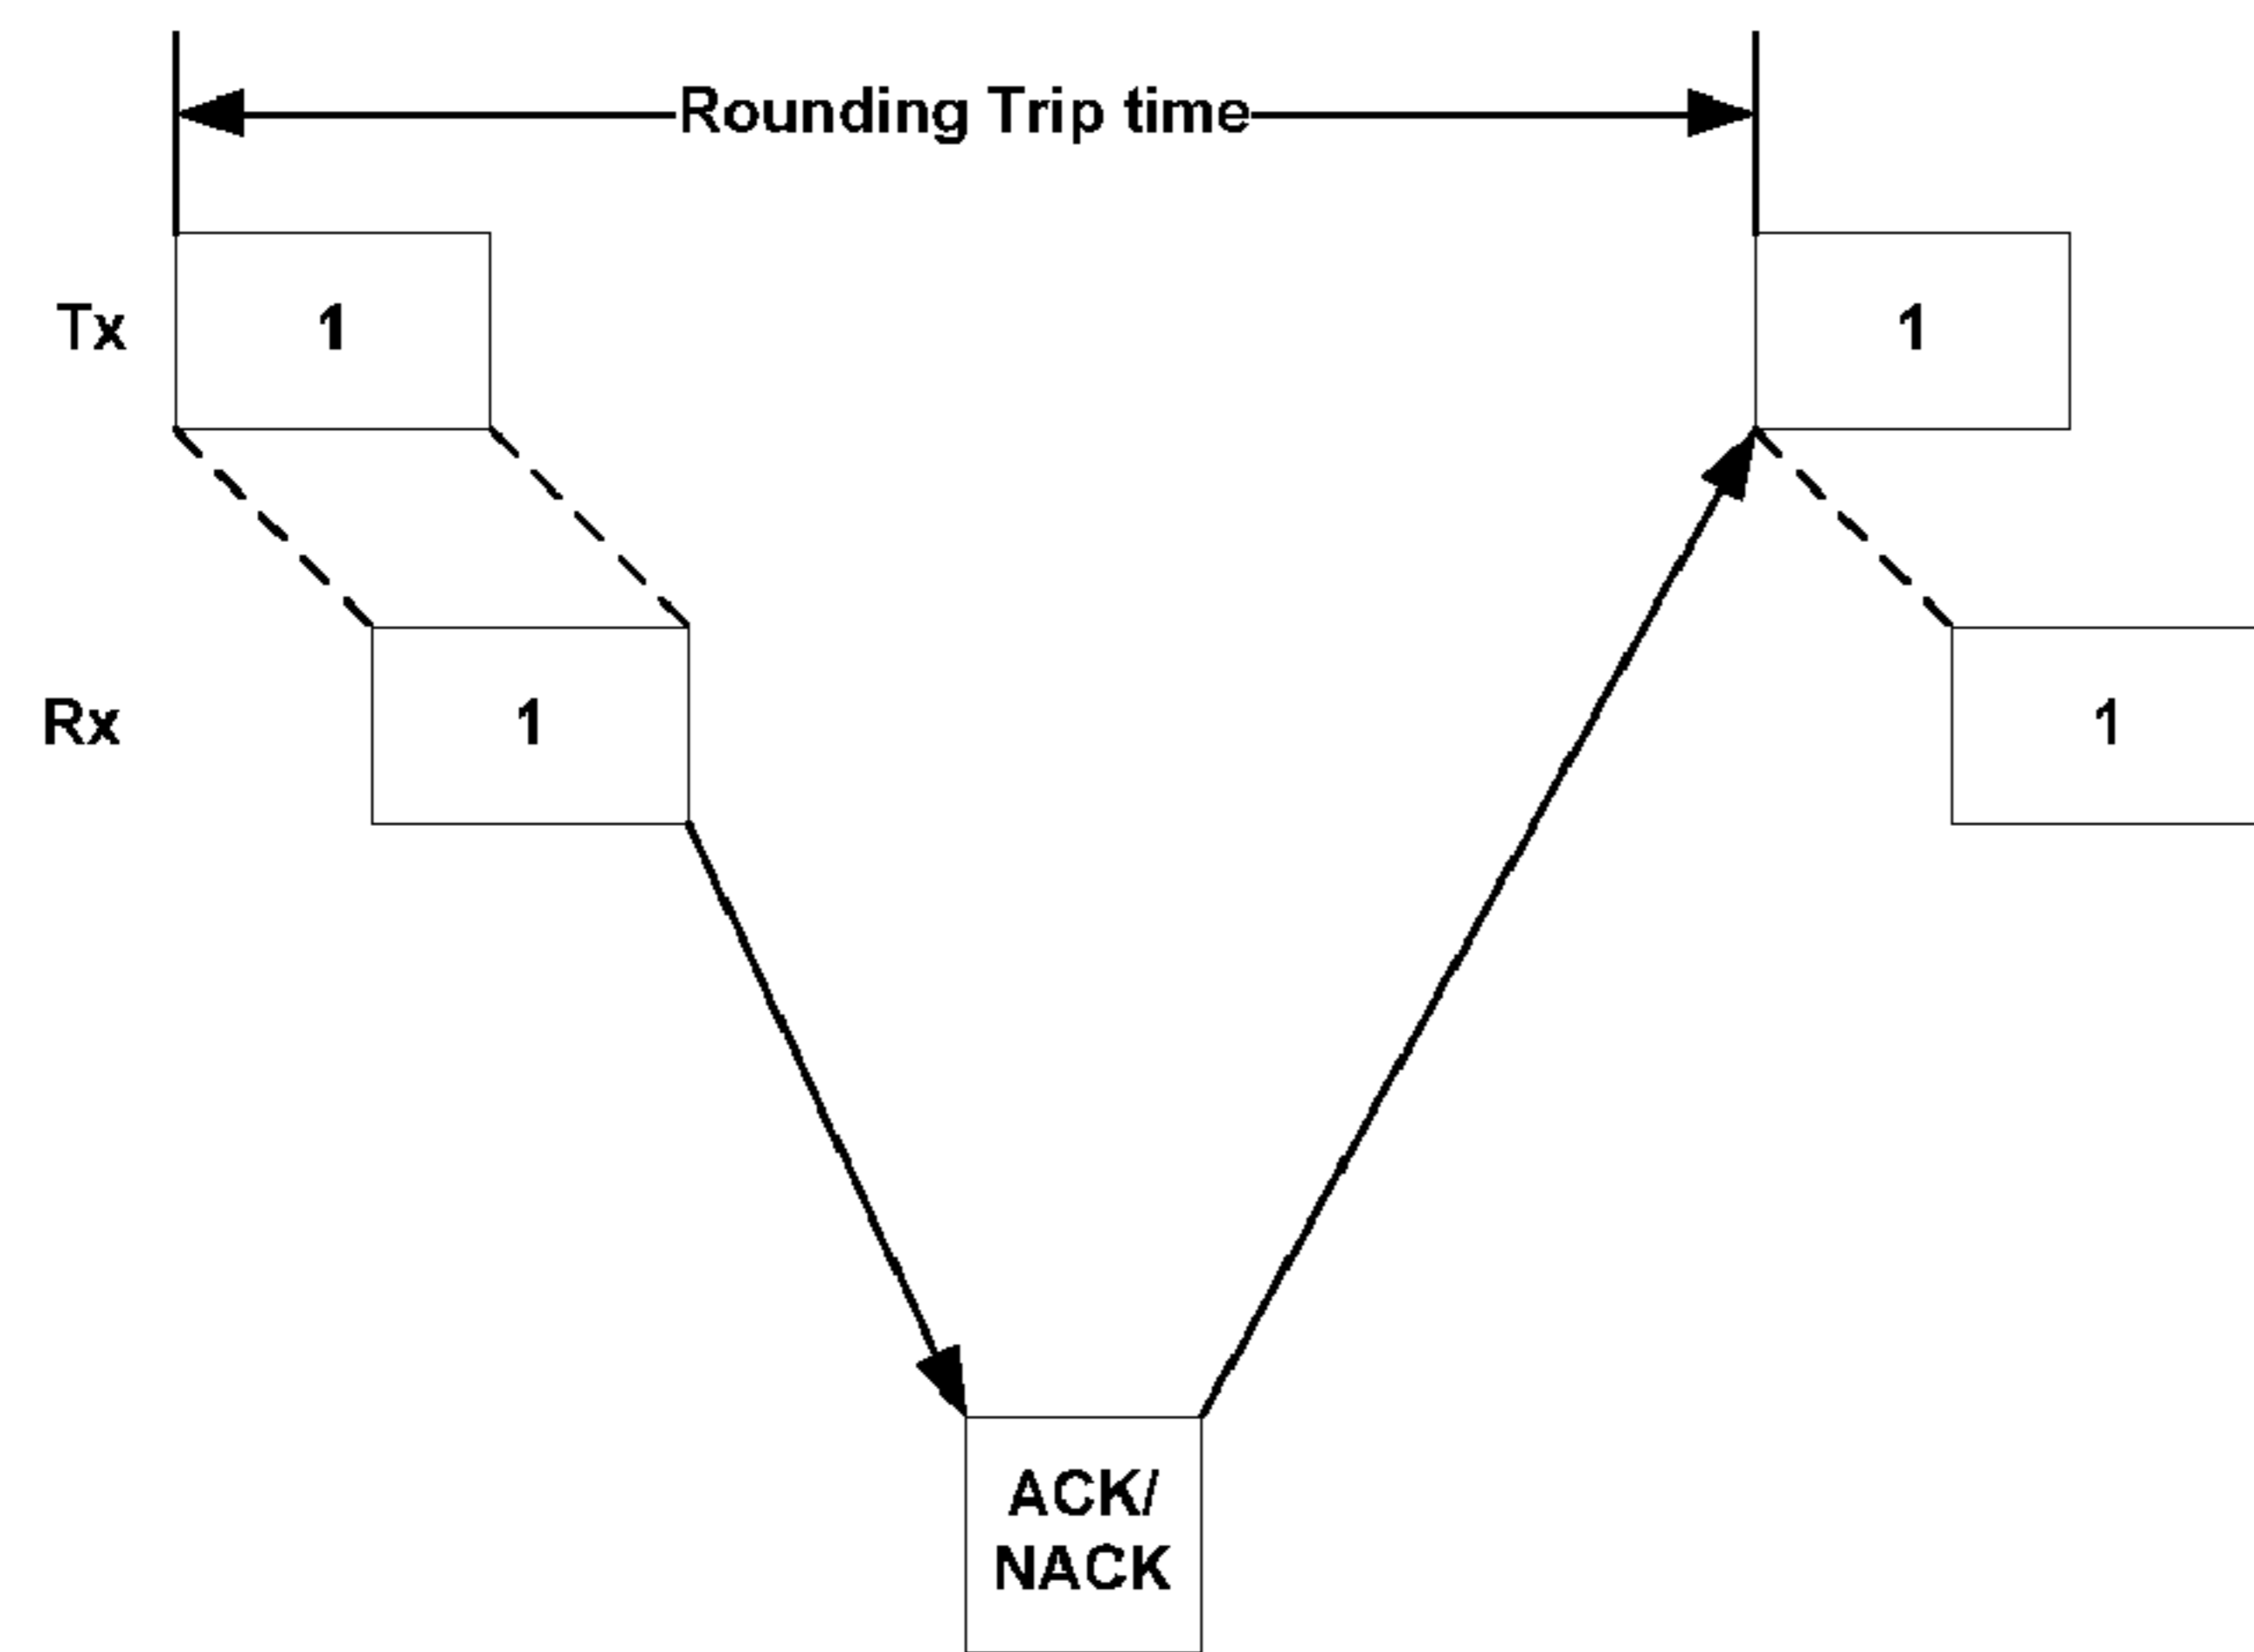 Rounding Trip time
Tx
1
1
Rx
1
1
ACK/
NACK